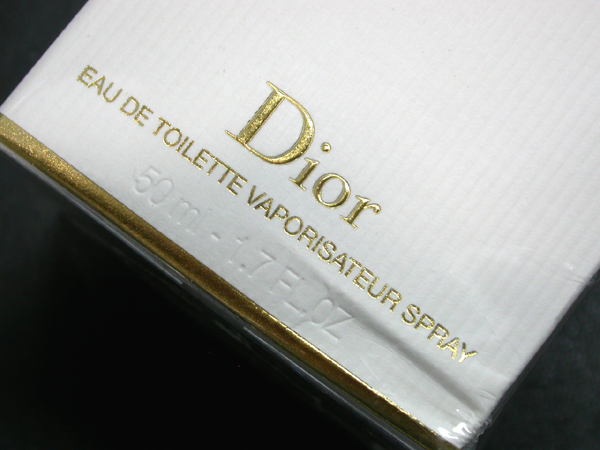 Dior
EAU DE TOILETTE VAPORISATEUR SPRAY
50 ml - 1.7 FL.OZ